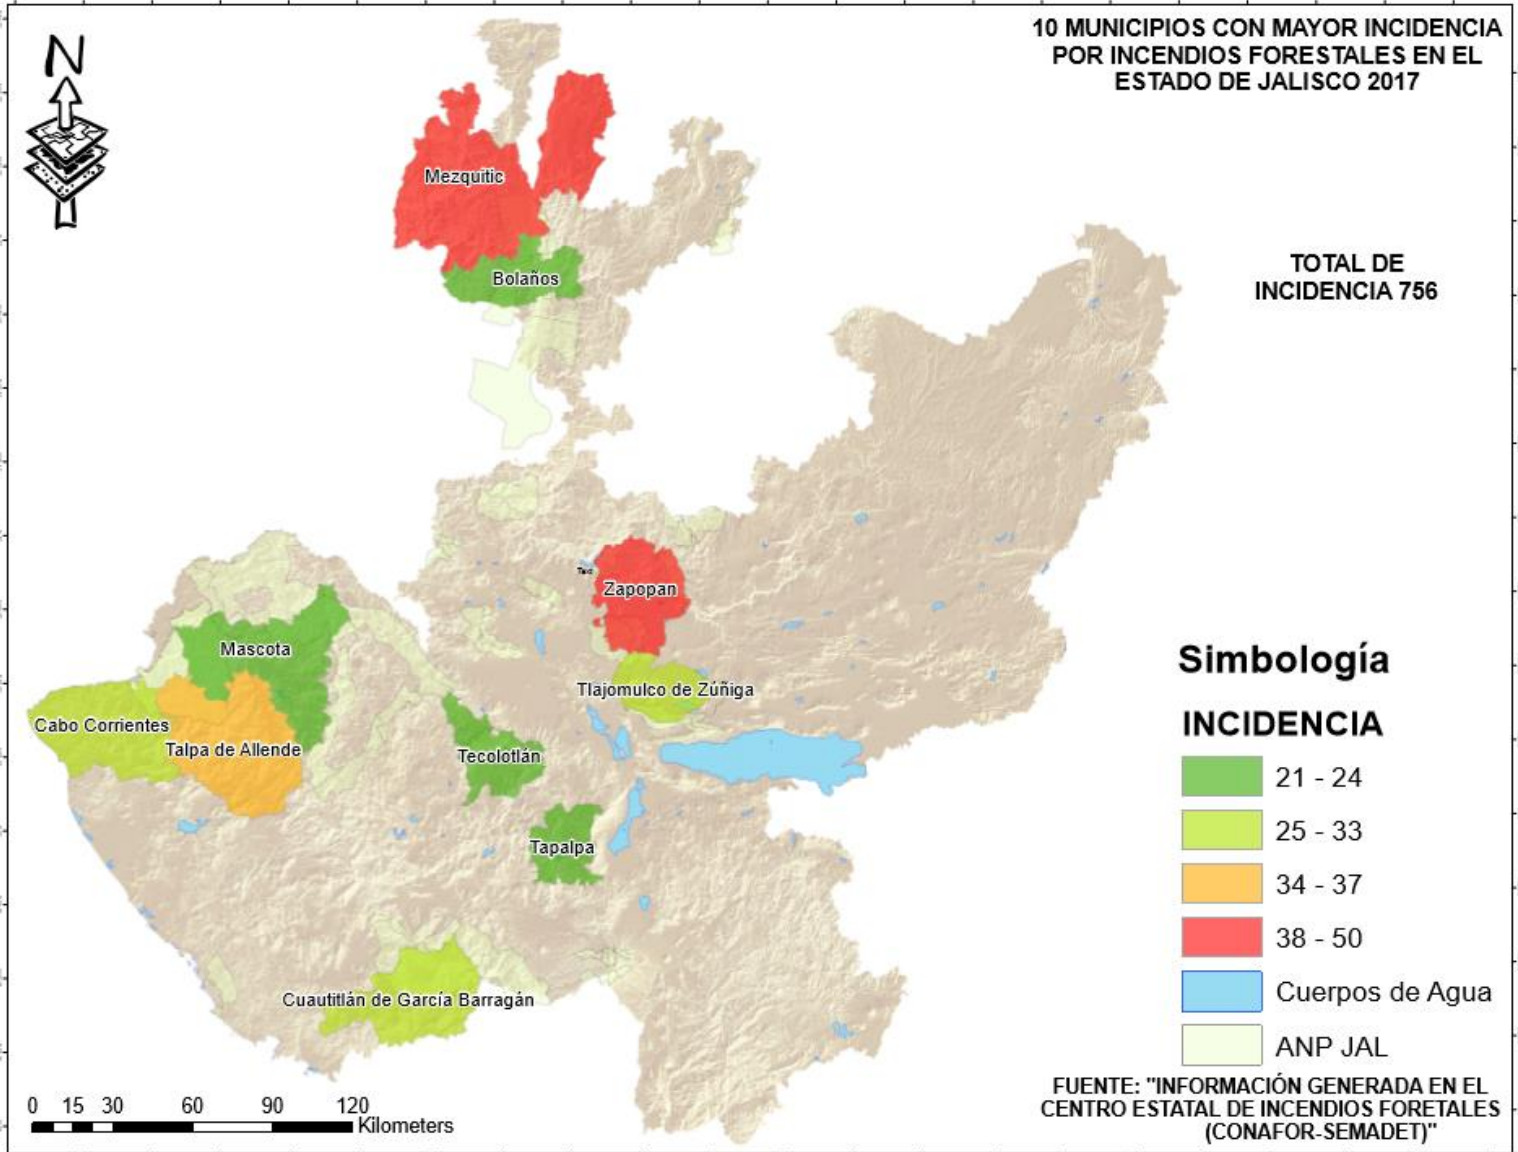 10 MUNICIPIOS CON MAYOR INCIDENCIA
POR INCENDIOS FORESTALES EN EL
ESTADO DE JALISCO 2017
N
Mezquitic
Bolaños
TOTAL DE
INCIDENCIA 756
Zapopan
Mascota
Tlajomulco de Zúñiga
Cabo Corrientes
Talpa de Allende
Tecolotlán
Tapalpa
Cuautitlán de García Barragán
Simbología
INCIDENCIA
21 - 24
25 - 33
34 - 37
38 - 50
Cuerpos de Agua
ANP JAL
FUENTE: "INFORMACIÓN GENERADA EN EL
CENTRO ESTATAL DE INCENDIOS FORETALES
(CONAFOR-SEMADET)"
0 15 30 60 90 120
Kilometers